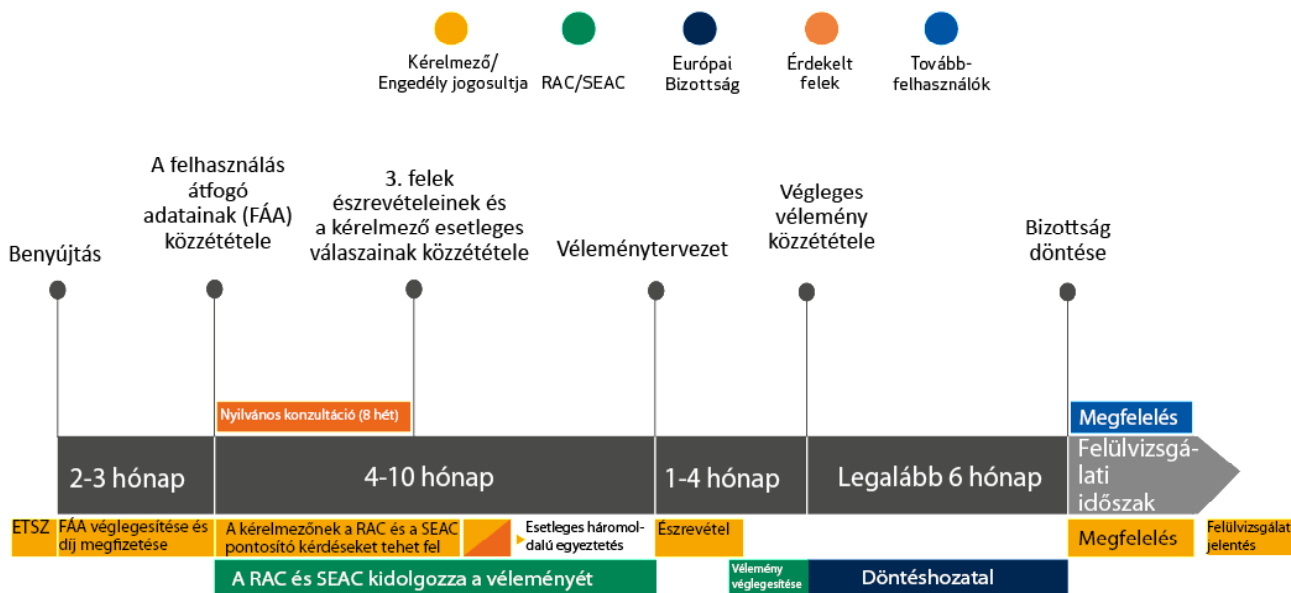 Kérelmező/
Engedély jogosultja
RAC/SEAC
Európai
Bizottság
Érdekelt
felek
Tovább-
felhasználók
Benyújtás
A felhasználás
átfogó
adatainak (FÁA)
közzététele
3. felek
észrevételeinek és
a kérelmező esetleges
válaszainak közzététele
Véleménytervezet
Végleges
vélemény
közzététele
Bizottság
döntése
Nyilvános konzultáció (8 hét)
Megfelelés
2-3 hónap
4-10 hónap
1-4 hónap
Legalább 6 hónap
Felülvizsgá-
lati
időszak
ETSZ
FÁA véglegesítése és
díj megfizetése
A kérelmezőnek a RAC és a SEAC
pontosító kérdéseket tehet fel
Esetleges háromol-
dalú egyeztetés
Észrevétel
Megfelelés
Felülvizsgálati
jelentés
A RAC és SEAC kidolgozza a véleményét
Vélemény
véglegesítése
Döntéshozatal